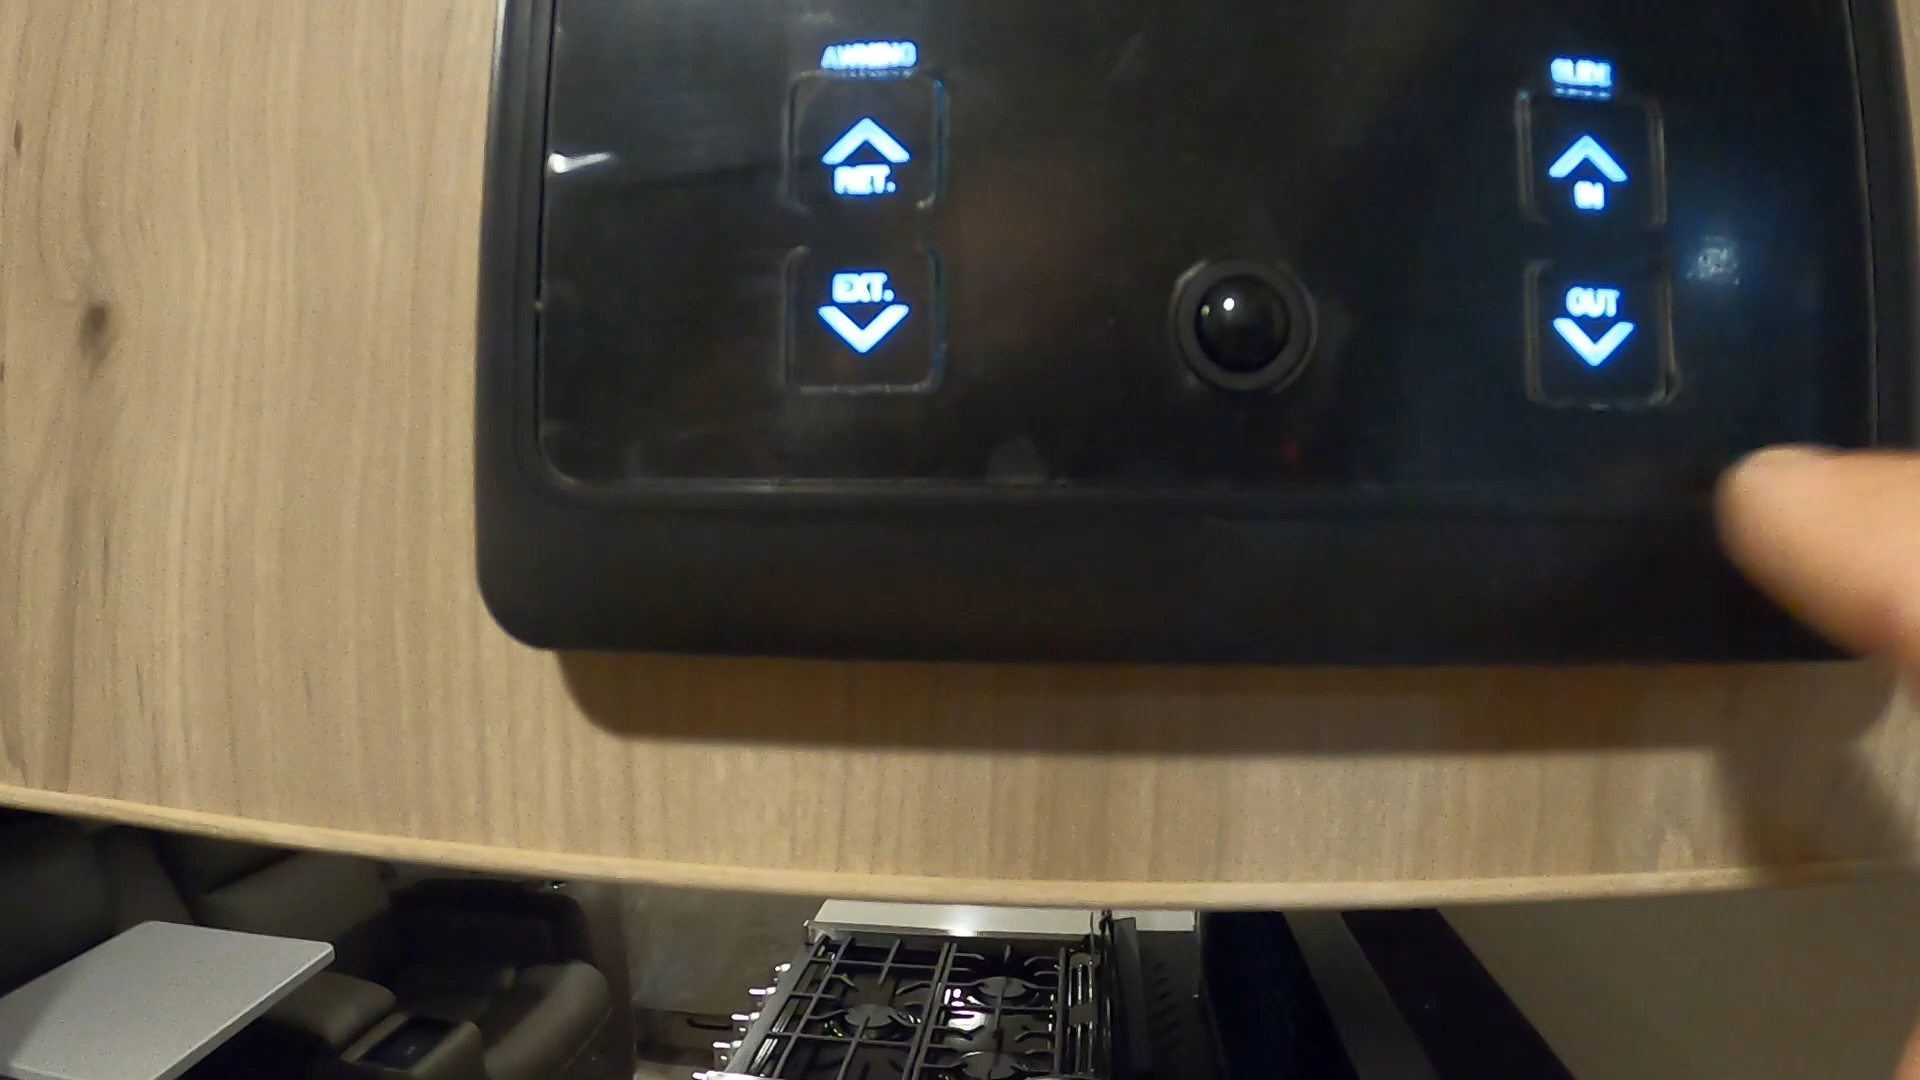 AWNING
SLIDE
RET.
IN
EXT.
OUT